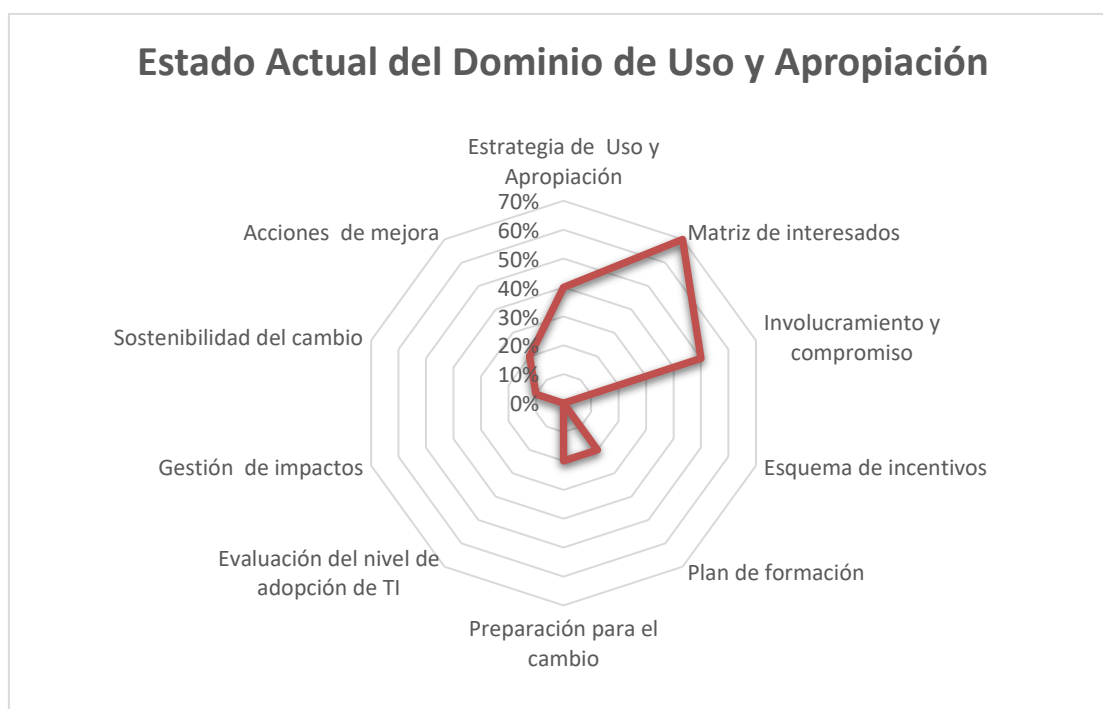 Estado Actual del Dominio de Uso y Apropiación
Estrategia de Uso y
Apropiación
70%
60%
50%
40%
30%
20%
10%
0%
Matriz de interesados
Involucramiento y
compromiso
Esquema de incentivos
Plan de formación
Preparación para el
cambio
Evaluación del nivel de
adopción de TI
Gestión de impactos
Sostenibilidad del cambio
Acciones de mejora